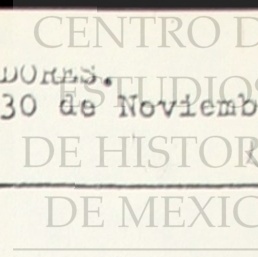 CENTRO D
DORES.
ESTUDIOS
30 de Noviemb
DE HISTOR
DE MEXIC